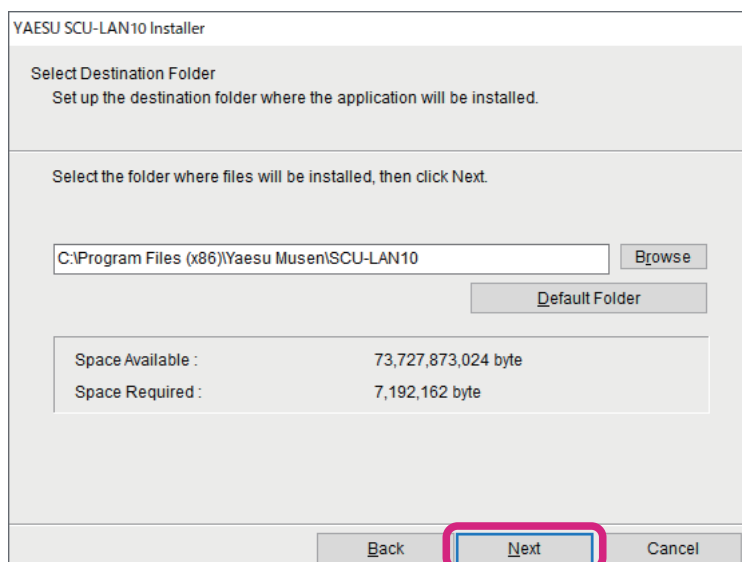 YAESU SCU-LAN10 Installer
Select Destination Folder
Set up the destination folder where the application will be installed.
Select the folder where files will be installed, then click Next.
C:\Program Files (x86)\Yaesu Musen\SCU-LAN10
Browse
Default Folder
Space Available : 73,727,873,024 byte
Space Required : 7,192,162 byte
Back Next Cancel